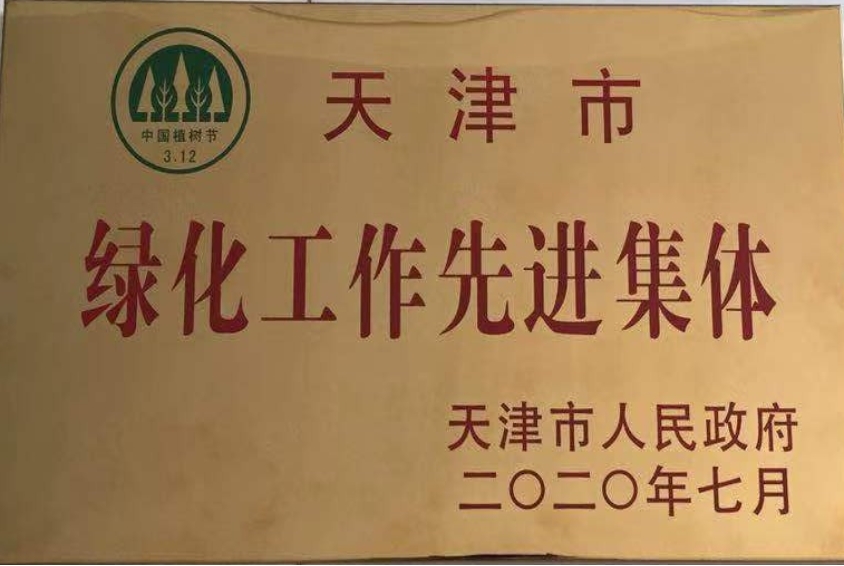 中国植树节
3.12
天津市
绿化工作先进集体
天津市人民政府
二〇二〇年七月